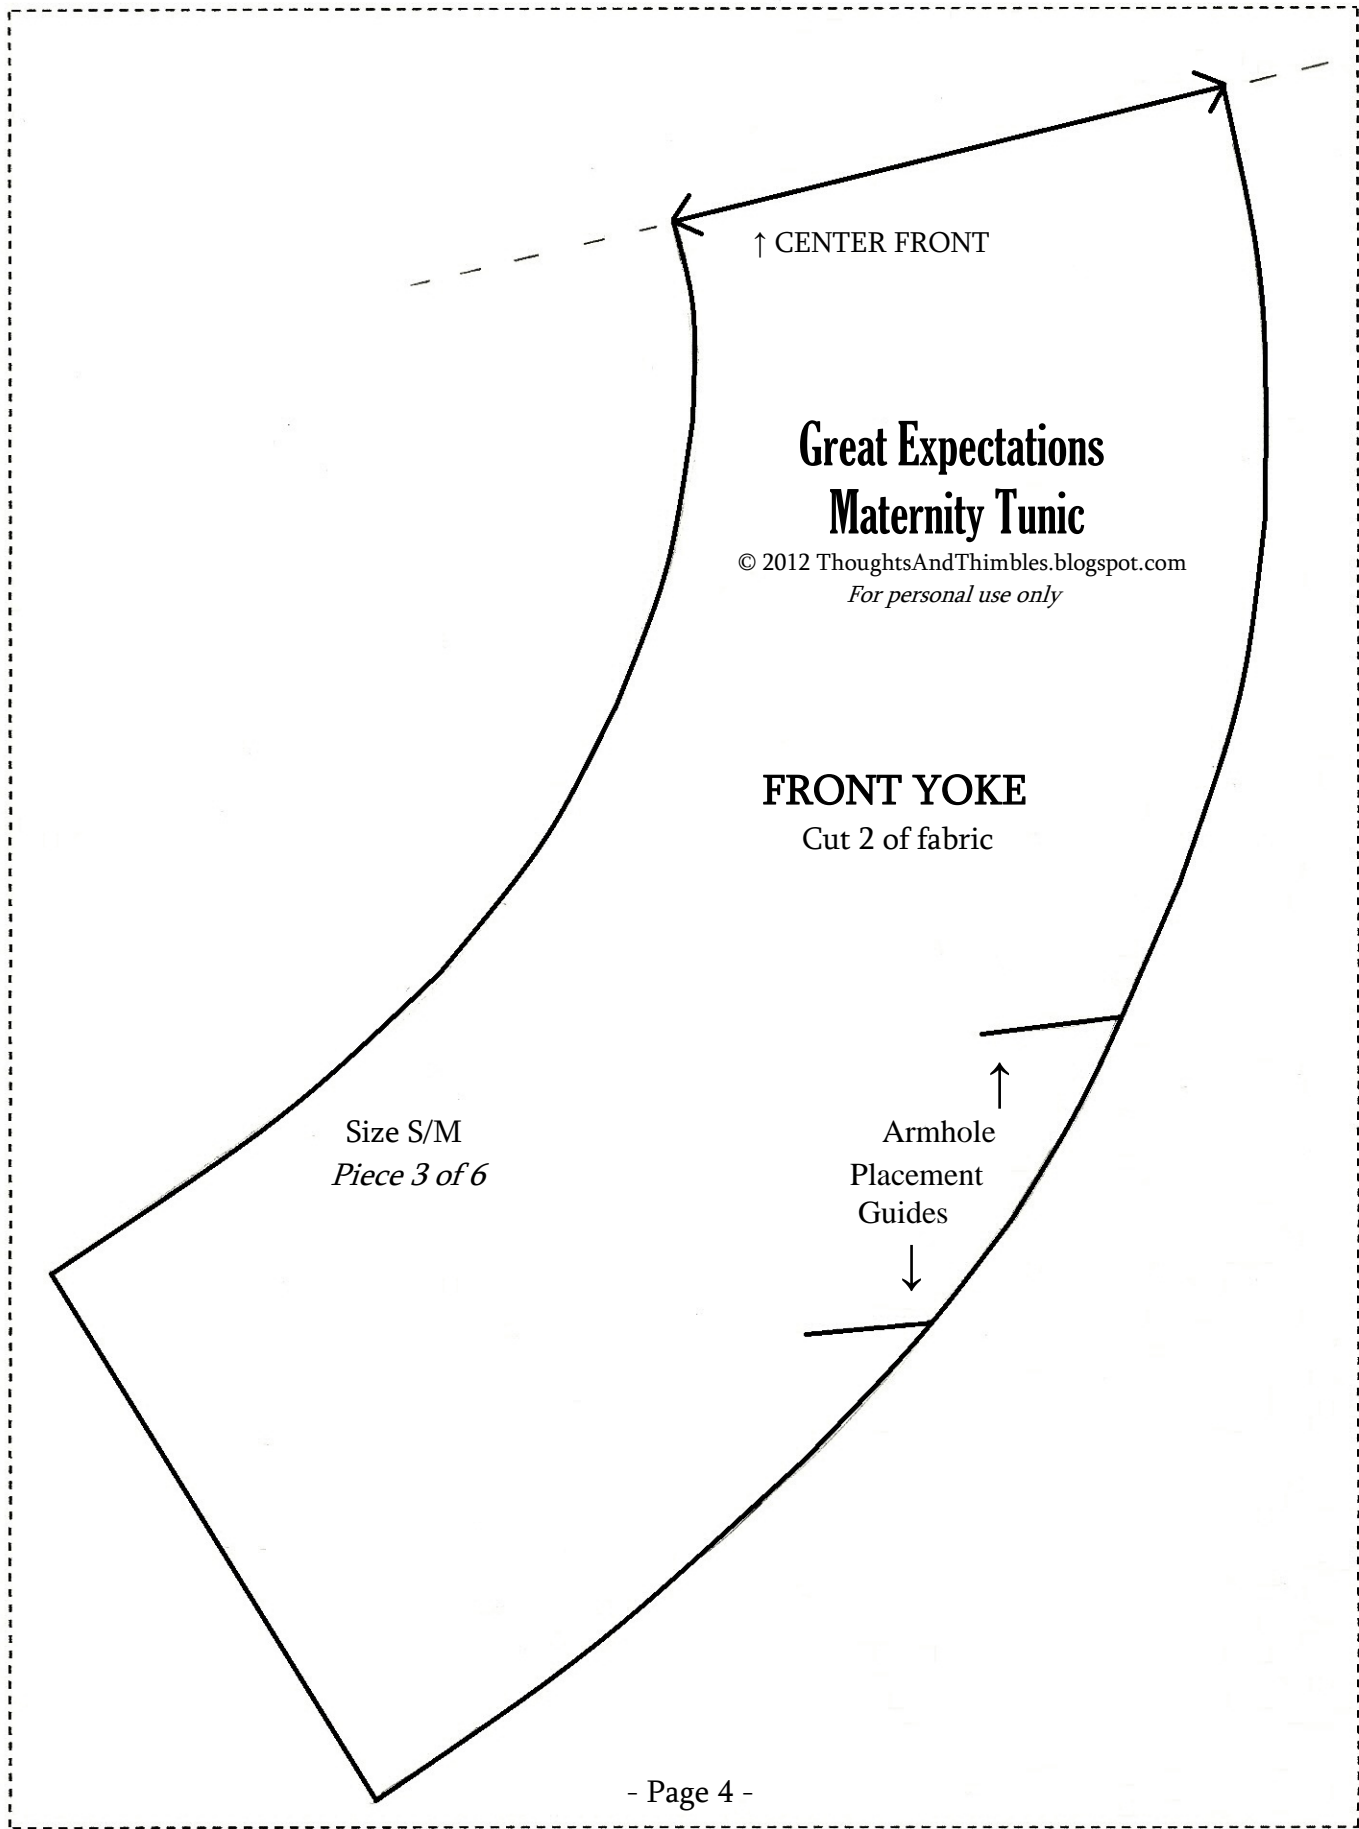 ↑ CENTER FRONT
Great Expectations
Maternity Tunic
© 2012 ThoughtsAndThimbles.blogspot.com
For personal use only
FRONT YOKE
Cut 2 of fabric
↑
Armhole
Placement
Guides
↓
Size S/M
Piece 3 of 6
- Page 4 -